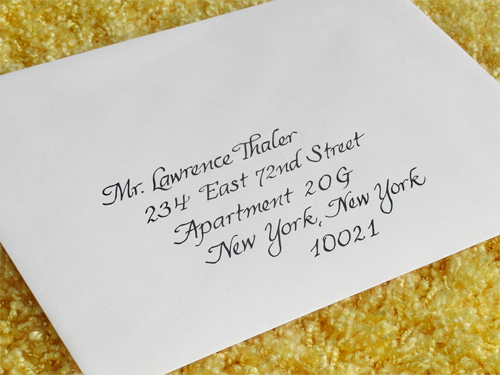 Mr. Lawrence Thaler
234 East 72nd Street
Apartment 20G
New York, New York
10021